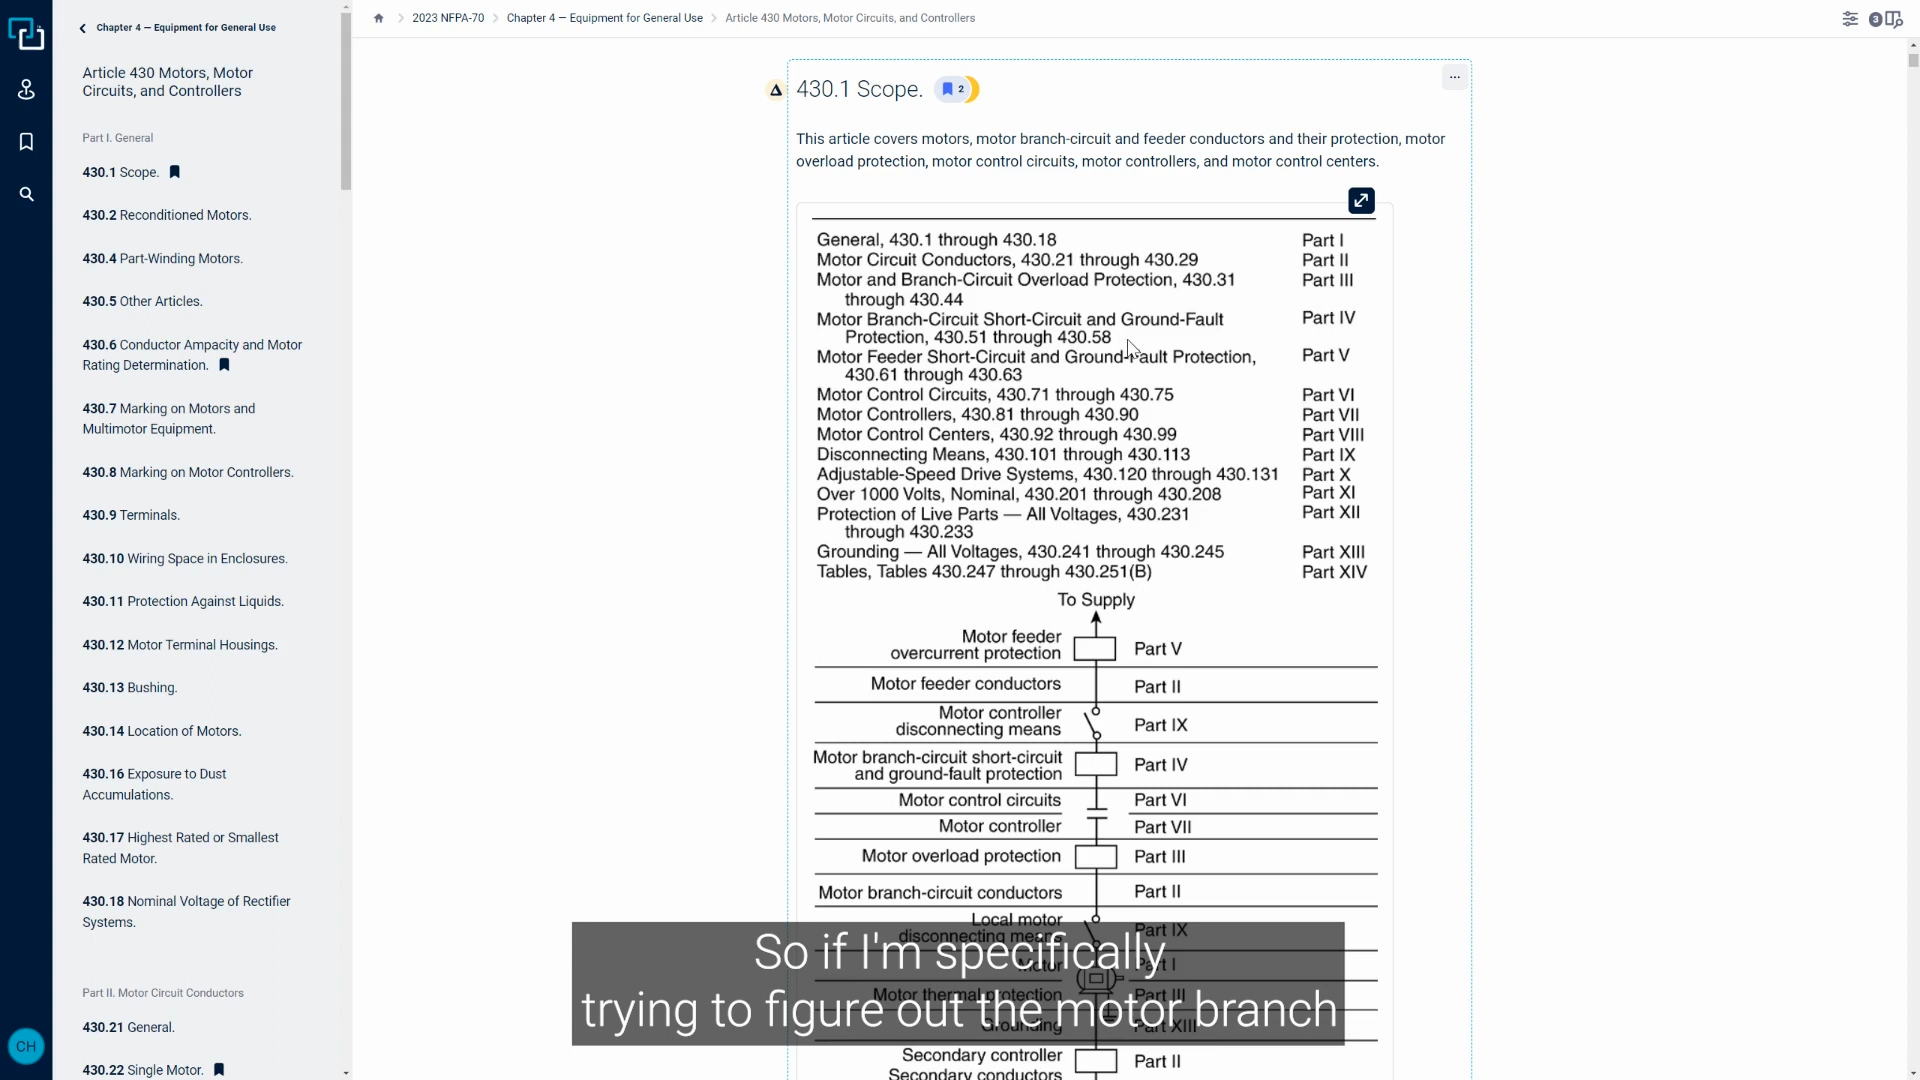 Chapter 4 — Equipment for General Use
Article 430 Motors, Motor
Circuits, and Controllers
Part I. General
430.1 Scope.
430.2 Reconditioned Motors.
430.4 Part-Winding Motors.
430.5 Other Articles.
430.6 Conductor Ampacity and Motor
Rating Determination.
430.7 Marking on Motors and
Multimotor Equipment.
430.8 Marking on Motor Controllers.
430.9 Terminals.
430.10 Wiring Space in Enclosures.
430.11 Protection Against Liquids.
430.12 Motor Terminal Housings.
430.13 Bushing.
430.14 Location of Motors.
430.16 Exposure to Dust
Accumulations.
430.17 Highest Rated or Smallest
Rated Motor.
430.18 Nominal Voltage of Rectifier
Systems.
Part II. Motor Circuit Conductors
430.21 General.
430.22 Single Motor.
CH
2023 NFPA-70
Chapter 4 — Equipment for General Use
Article 430 Motors, Motor Circuits, and Controllers
3
430.1 Scope.
2
This article covers motors, motor branch-circuit and feeder conductors and their protection, motor
overload protection, motor control circuits, motor controllers, and motor control centers.
General, 430.1 through 430.18 Part I
Motor Circuit Conductors, 430.21 through 430.29 Part II
Motor and Branch-Circuit Overload Protection, 430.31 Part III
through 430.44
Motor Branch-Circuit Short-Circuit and Ground-Fault Part IV
Protection, 430.51 through 430.58
Motor Feeder Short-Circuit and Ground-Fault Protection, Part V
430.61 through 430.63
Motor Control Circuits, 430.71 through 430.75 Part VI
Motor Controllers, 430.81 through 430.90 Part VII
Motor Control Centers, 430.92 through 430.99 Part VIII
Disconnecting Means, 430.101 through 430.113 Part IX
Adjustable-Speed Drive Systems, 430.120 through 430.131 Part X
Over 1000 Volts, Nominal, 430.201 through 430.208 Part XI
Protection of Live Parts — All Voltages, 430.231 Part XII
through 430.233
Grounding — All Voltages, 430.241 through 430.245 Part XIII
Tables, Tables 430.247 through 430.251(B) Part XIV
To Supply
Motor feeder
overcurrent protection Part V
Motor feeder conductors Part II
Motor controller
disconnecting means Part IX
Motor branch-circuit short-circuit
and ground-fault protection Part IV
Motor control circuits Part VI
Motor controller Part VII
Motor overload protection Part III
Motor branch-circuit conductors Part II
Local motor
disconnecting means Part IX
Motor Part I
Motor thermal protection Part III
Grounding Part XIII
Secondary controller Part II
Secondary conductors
So if I'm specifically
trying to figure out the motor branch